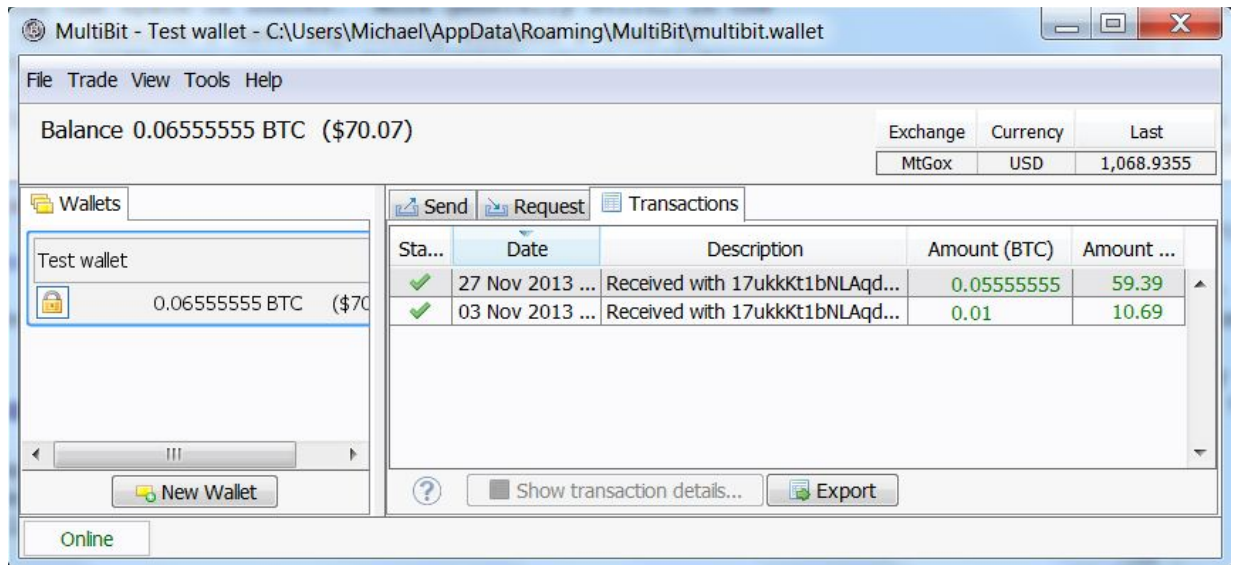 MultiBit - Test wallet - C:\Users\Michael\AppData\Roaming\MultiBit\multibit.wallet
File Trade View Tools Help
Balance 0.06555555 BTC ($70.07)
Exchange Currency Last
MtGox USD 1,068.9355
Wallets
Test wallet
0.06555555 BTC ($70
New Wallet
Send Request Transactions
Sta... Date Description Amount (BTC) Amount ...
27 Nov 2013 ... Received with 17ukkKt1bNLAqd... 0.05555555 59.39
03 Nov 2013 ... Received with 17ukkKt1bNLAqd... 0.01 10.69
? Show transaction details... Export
Online